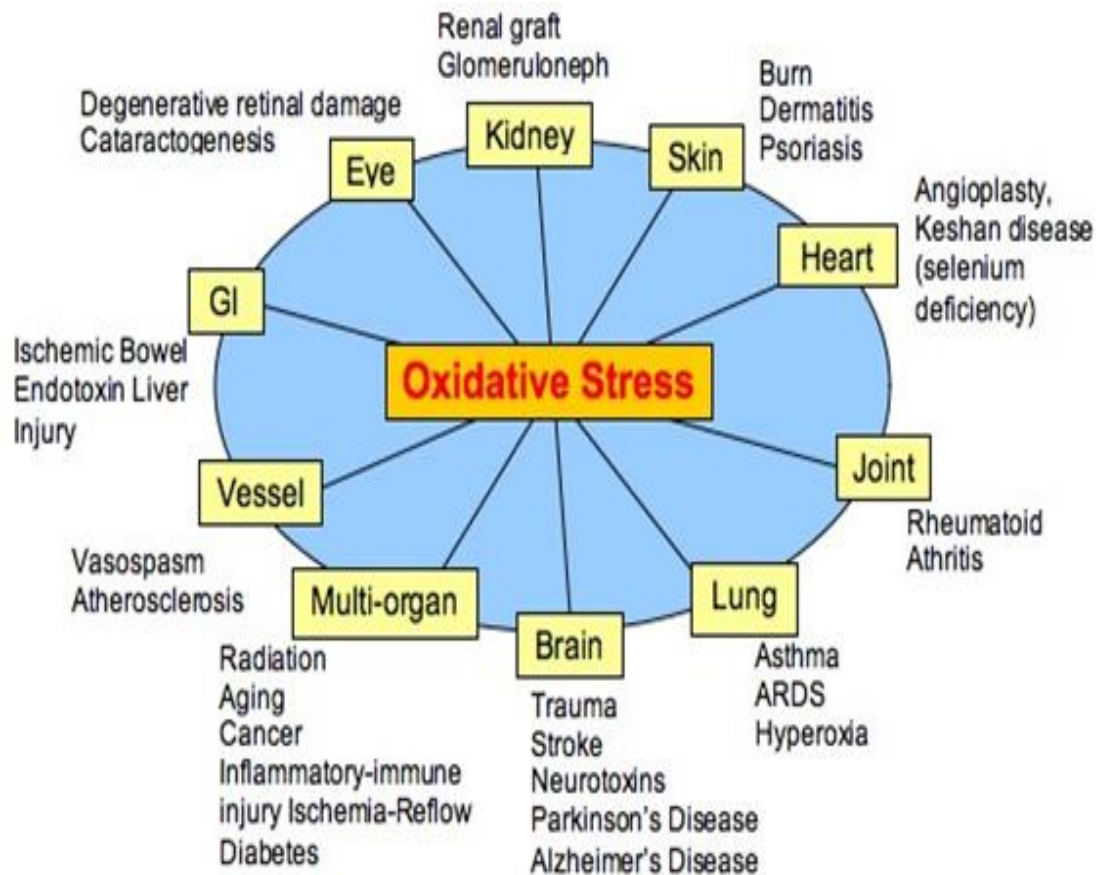 Renal graft
Glomeruloneph
Kidney
Burn
Dermatitis
Psoriasis
Skin
Degenerative retinal damage
Cataractogenesis
Eye
Angioplasty,
Keshan disease
(selenium
deficiency)
Heart
GI
Ischemic Bowel
Endotoxin Liver
Injury
Oxidative Stress
Joint
Rheumatoid
Athritis
Vessel
Vasospasm
Atherosclerosis
Multi-organ
Radiation
Aging
Cancer
Inflammatory-immune
injury Ischemia-Reflow
Diabetes
Brain
Trauma
Stroke
Neurotoxins
Parkinson's Disease
Alzheimer's Disease
Lung
Asthma
ARDS
Hyperoxia